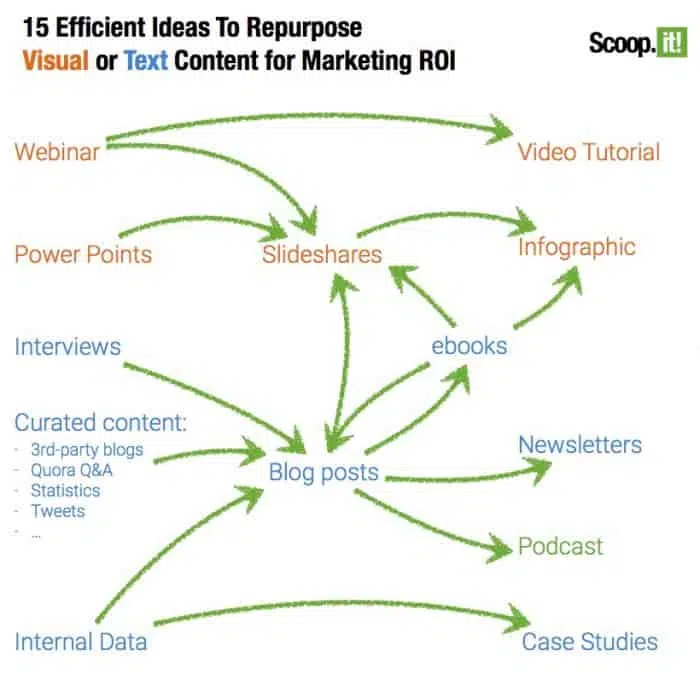 15 Efficient Ideas To Repurpose
Visual or Text Content for Marketing ROI
Scoop.it!
Webinar
Video Tutorial
Power Points
Slideshares
Infographic
Interviews
ebooks
Curated content:
- 3rd-party blogs
- Quora Q&A
- Statistics
- Tweets
- ...
Blog posts
Newsletters
Podcast
Internal Data
Case Studies